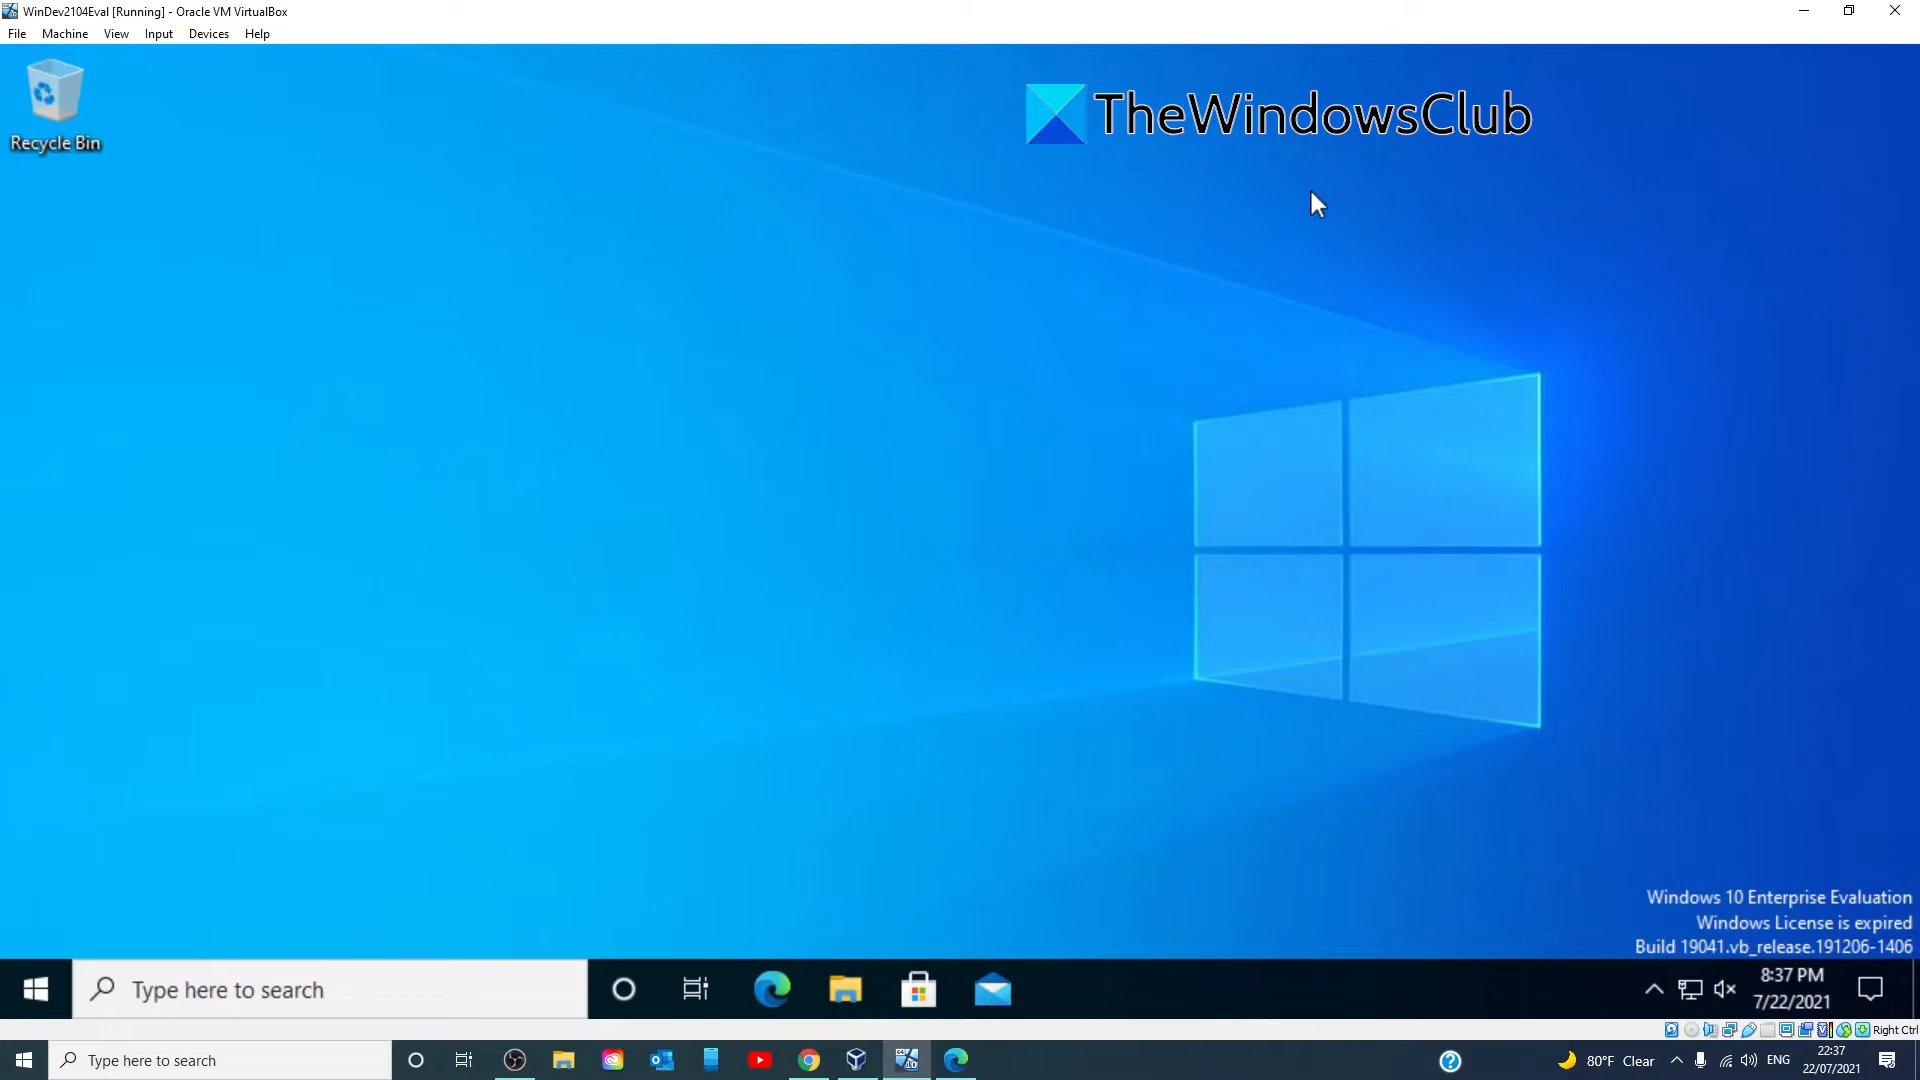 WinDev2104Eval [Running] - Oracle VM VirtualBox
File Machine View Input Devices Help
Recycle Bin
TheWindowsClub
Windows 10 Enterprise Evaluation
Windows License is expired
Build 19041.vb_release.191206-1406
Type here to search
8:37 PM
7/22/2021
Right Ctrl
Type here to search
80°F Clear
ENG
22:37
22/07/2021